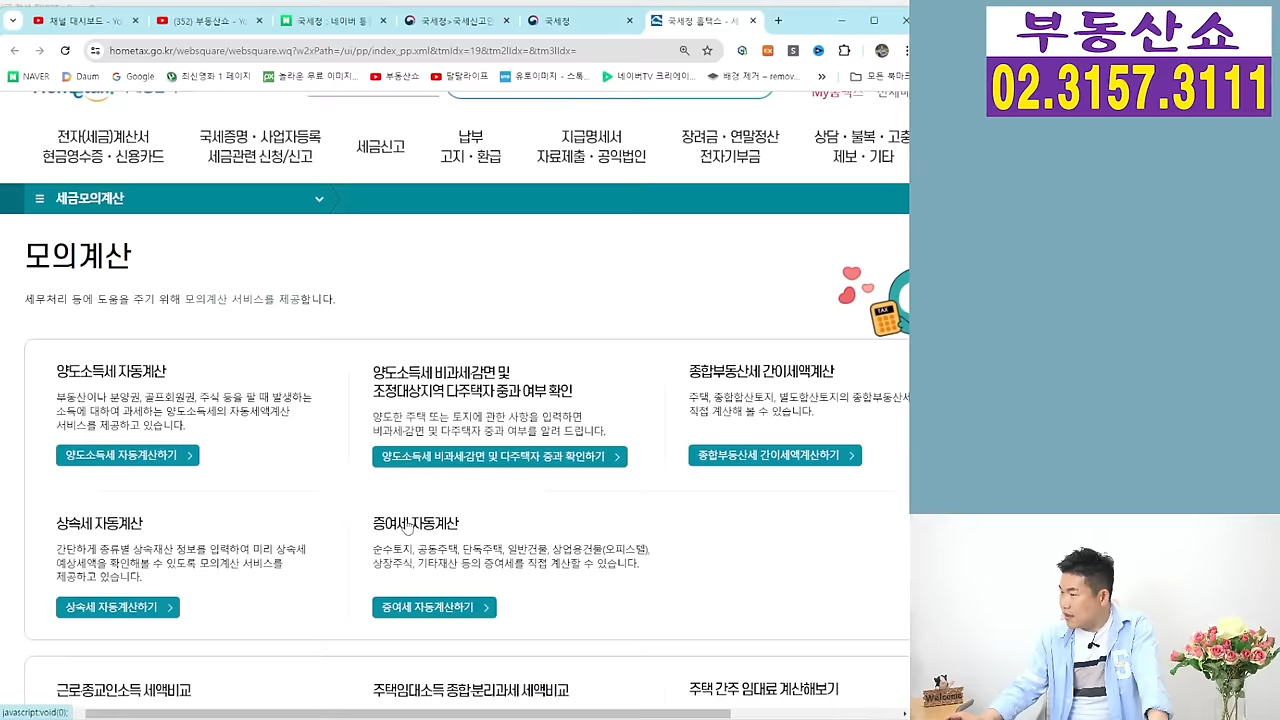 채널 대시보드 - Yo
(352) 부동산쇼 - Yo
국세청 : 네이버 통
국세청>국세신고안
국세청
국세청 홈택스 - 세
hometax.go.kr/websquare/websquare.wq?w2xPath=/ui/pp/index_pp.xml&tmIdx=19&tm2lIdx=&tm3lIdx=
NAVER
Daum
Google
최신영화 1 페이지
놀라운 무료 이미지...
부동산쇼
달달라이프
유토이미지 - 스톡...
네이버TV 크리에이...
배경 제거 – remov...
모든 북마크
부동산쇼
02.3157.3111
전자(세금)계산서
현금영수증・신용카드
국세증명・사업자등록
세금관련 신청/신고
세금신고
납부
고지・환급
지급명세서
자료제출・공익법인
장려금・연말정산
전자기부금
상담・불복・고충
제보・기타
세금모의계산
모의계산
세무처리 등에 도움을 주기 위해 모의계산 서비스를 제공합니다.
TAX
양도소득세 자동계산
부동산이나 분양권, 골프회원권, 주식 등을 팔 때 발생하는
소득에 대하여 과세하는 양도소득세의 자동세액계산
서비스를 제공하고 있습니다.
양도소득세 자동계산하기
양도소득세 비과세·감면 및
조정대상지역 다주택자 중과 여부 확인
양도한 주택 또는 토지에 관한 사항을 입력하면
비과세·감면 및 다주택자 중과 여부를 알려 드립니다.
양도소득세 비과세·감면 및 다주택자 중과 확인하기
종합부동산세 간이세액계산
주택, 종합합산토지, 별도합산토지의 종합부동산세
직접 계산해 볼 수 있습니다.
종합부동산세 간이세액계산하기
상속세 자동계산
간단하게 종류별 상속재산 정보를 입력하여 미리 상속세
예상세액을 확인해볼 수 있도록 모의계산 서비스를
제공하고 있습니다.
상속세 자동계산하기
증여세 자동계산
순수토지, 공동주택, 단독주택, 일반건물, 상업용건물(오피스텔),
상장주식, 기타재산 등의 증여세를 직접 계산할 수 있습니다.
증여세 자동계산하기
근로·종교인소득 세액비교
주택임대소득 종합·분리과세 세액비교
주택 간주 임대료 계산해보기
javascript:void(0);
Welcome